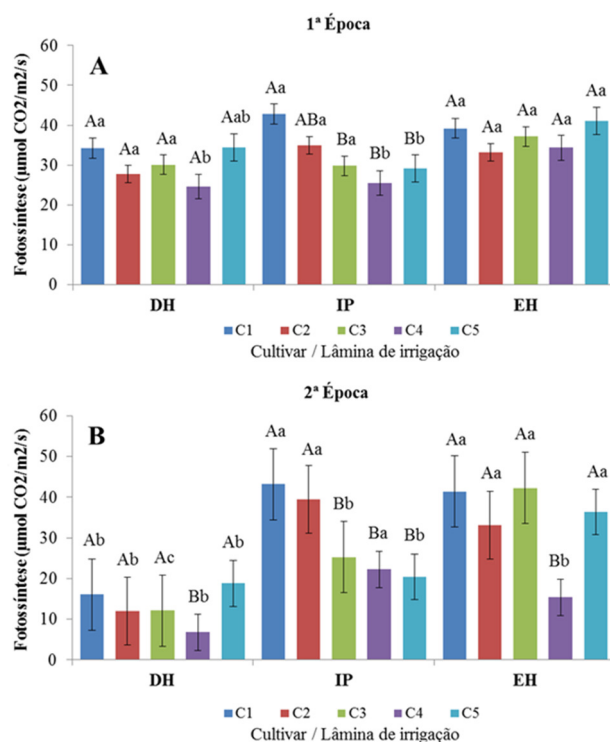 1ª Época
A
Fotossíntese (µmol CO2/m2/s)
60
50
40
30
20
10
0
Aa Aa Aa Ab Aab
Aa ABa Ba Bb Bb
Aa Aa Aa Aa Aa
DH IP EH
C1 C2 C3 C4 C5
Cultivar / Lâmina de irrigação
2ª Época
B
Fotossíntese (µmol CO2/m2/s)
60
50
40
30
20
10
0
Ab Ab Ac Bb Ab
Aa Aa Bb Ba Bb
Aa Aa Aa Bb Aa
DH IP EH
C1 C2 C3 C4 C5
Cultivar / Lâmina de irrigação